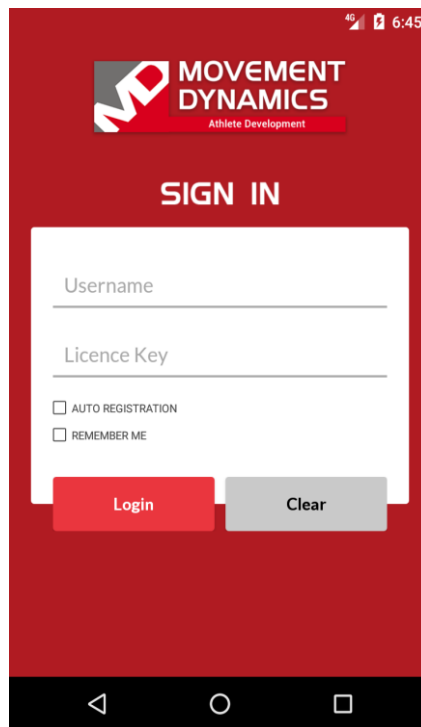 4G 6:45
MD MOVEMENT
DYNAMICS
Athlete Development
SIGN IN
Username
Licence Key
AUTO REGISTRATION
REMEMBER ME
Login Clear